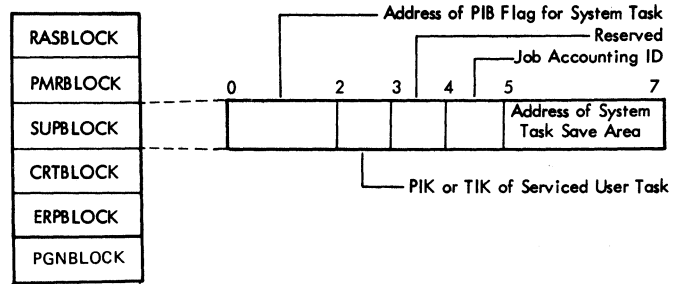 Address of PIB Flag for System Task
Reserved
Job Accounting ID
RASBLOCK
PMRBLOCK
SUPBLOCK
CRTBLOCK
ERPBLOCK
PGNBLOCK
0 2 3 4 5 7
Address of System
Task Save Area
PIK or TIK of Serviced User Task